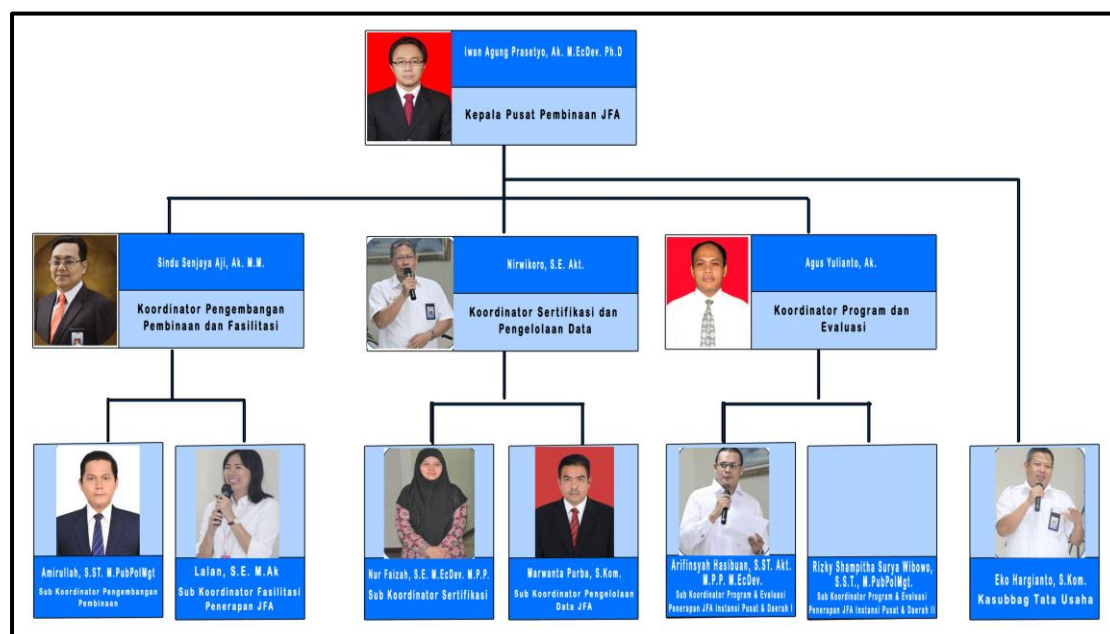 Iwan Agung Prasetyo, Ak. M.EcDev. Ph.D
Kepala Pusat Pembinaan JFA
Sindu Senjaya Aji, Ak. M.M.
Koordinator Pengembangan
Pembinaan dan Fasilitasi
Nirwikoro, S.E. Akt.
Koordinator Sertifikasi dan
Pengelolaan Data
Agus Yulianto, Ak.
Koordinator Program dan
Evaluasi
Amirullah, S.ST. M.PubPolMgt
Sub Koordinator Pengembangan
Pembinaan
Lalan, S.E. M.Ak
Sub Koordinator Fasilitasi
Penerapan JFA
Nur Faizah, S.E. M.EcDev. M.P.P.
Sub Koordinator Sertifikasi
Marwanta Purba, S.Kom.
Sub Koordinator Pengelolaan
Data JFA
Arifinsyah Hasibuan, S.ST. Akt.
M.P.P. M.EcDev.
Sub Koordinator Program & Evaluasi
Penerapan JFA Instansi Pusat & Daerah I
Rizky Shampitha Surya Wibowo,
S.S.T., M.PubPolMgt.
Sub Koordinator Program & Evaluasi
Penerapan JFA Instansi Pusat & Daerah II
Eko Hargianto, S.Kom.
Kasubbag Tata Usaha